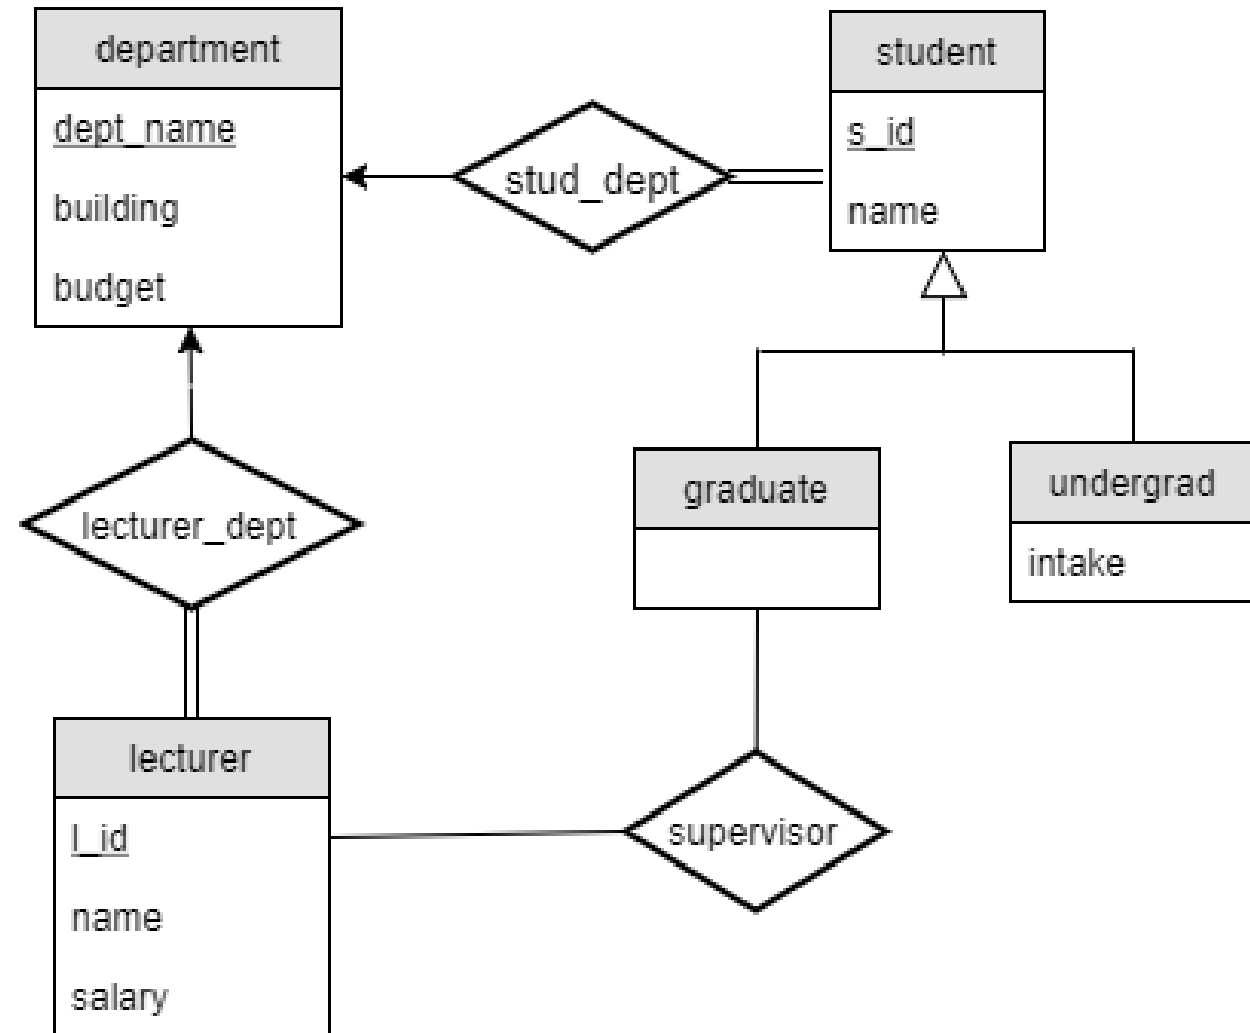 department
dept_name
building
budget
stud_dept
student
s_id
name
lecturer_dept
graduate
undergrad
intake
lecturer
l_id
name
salary
supervisor